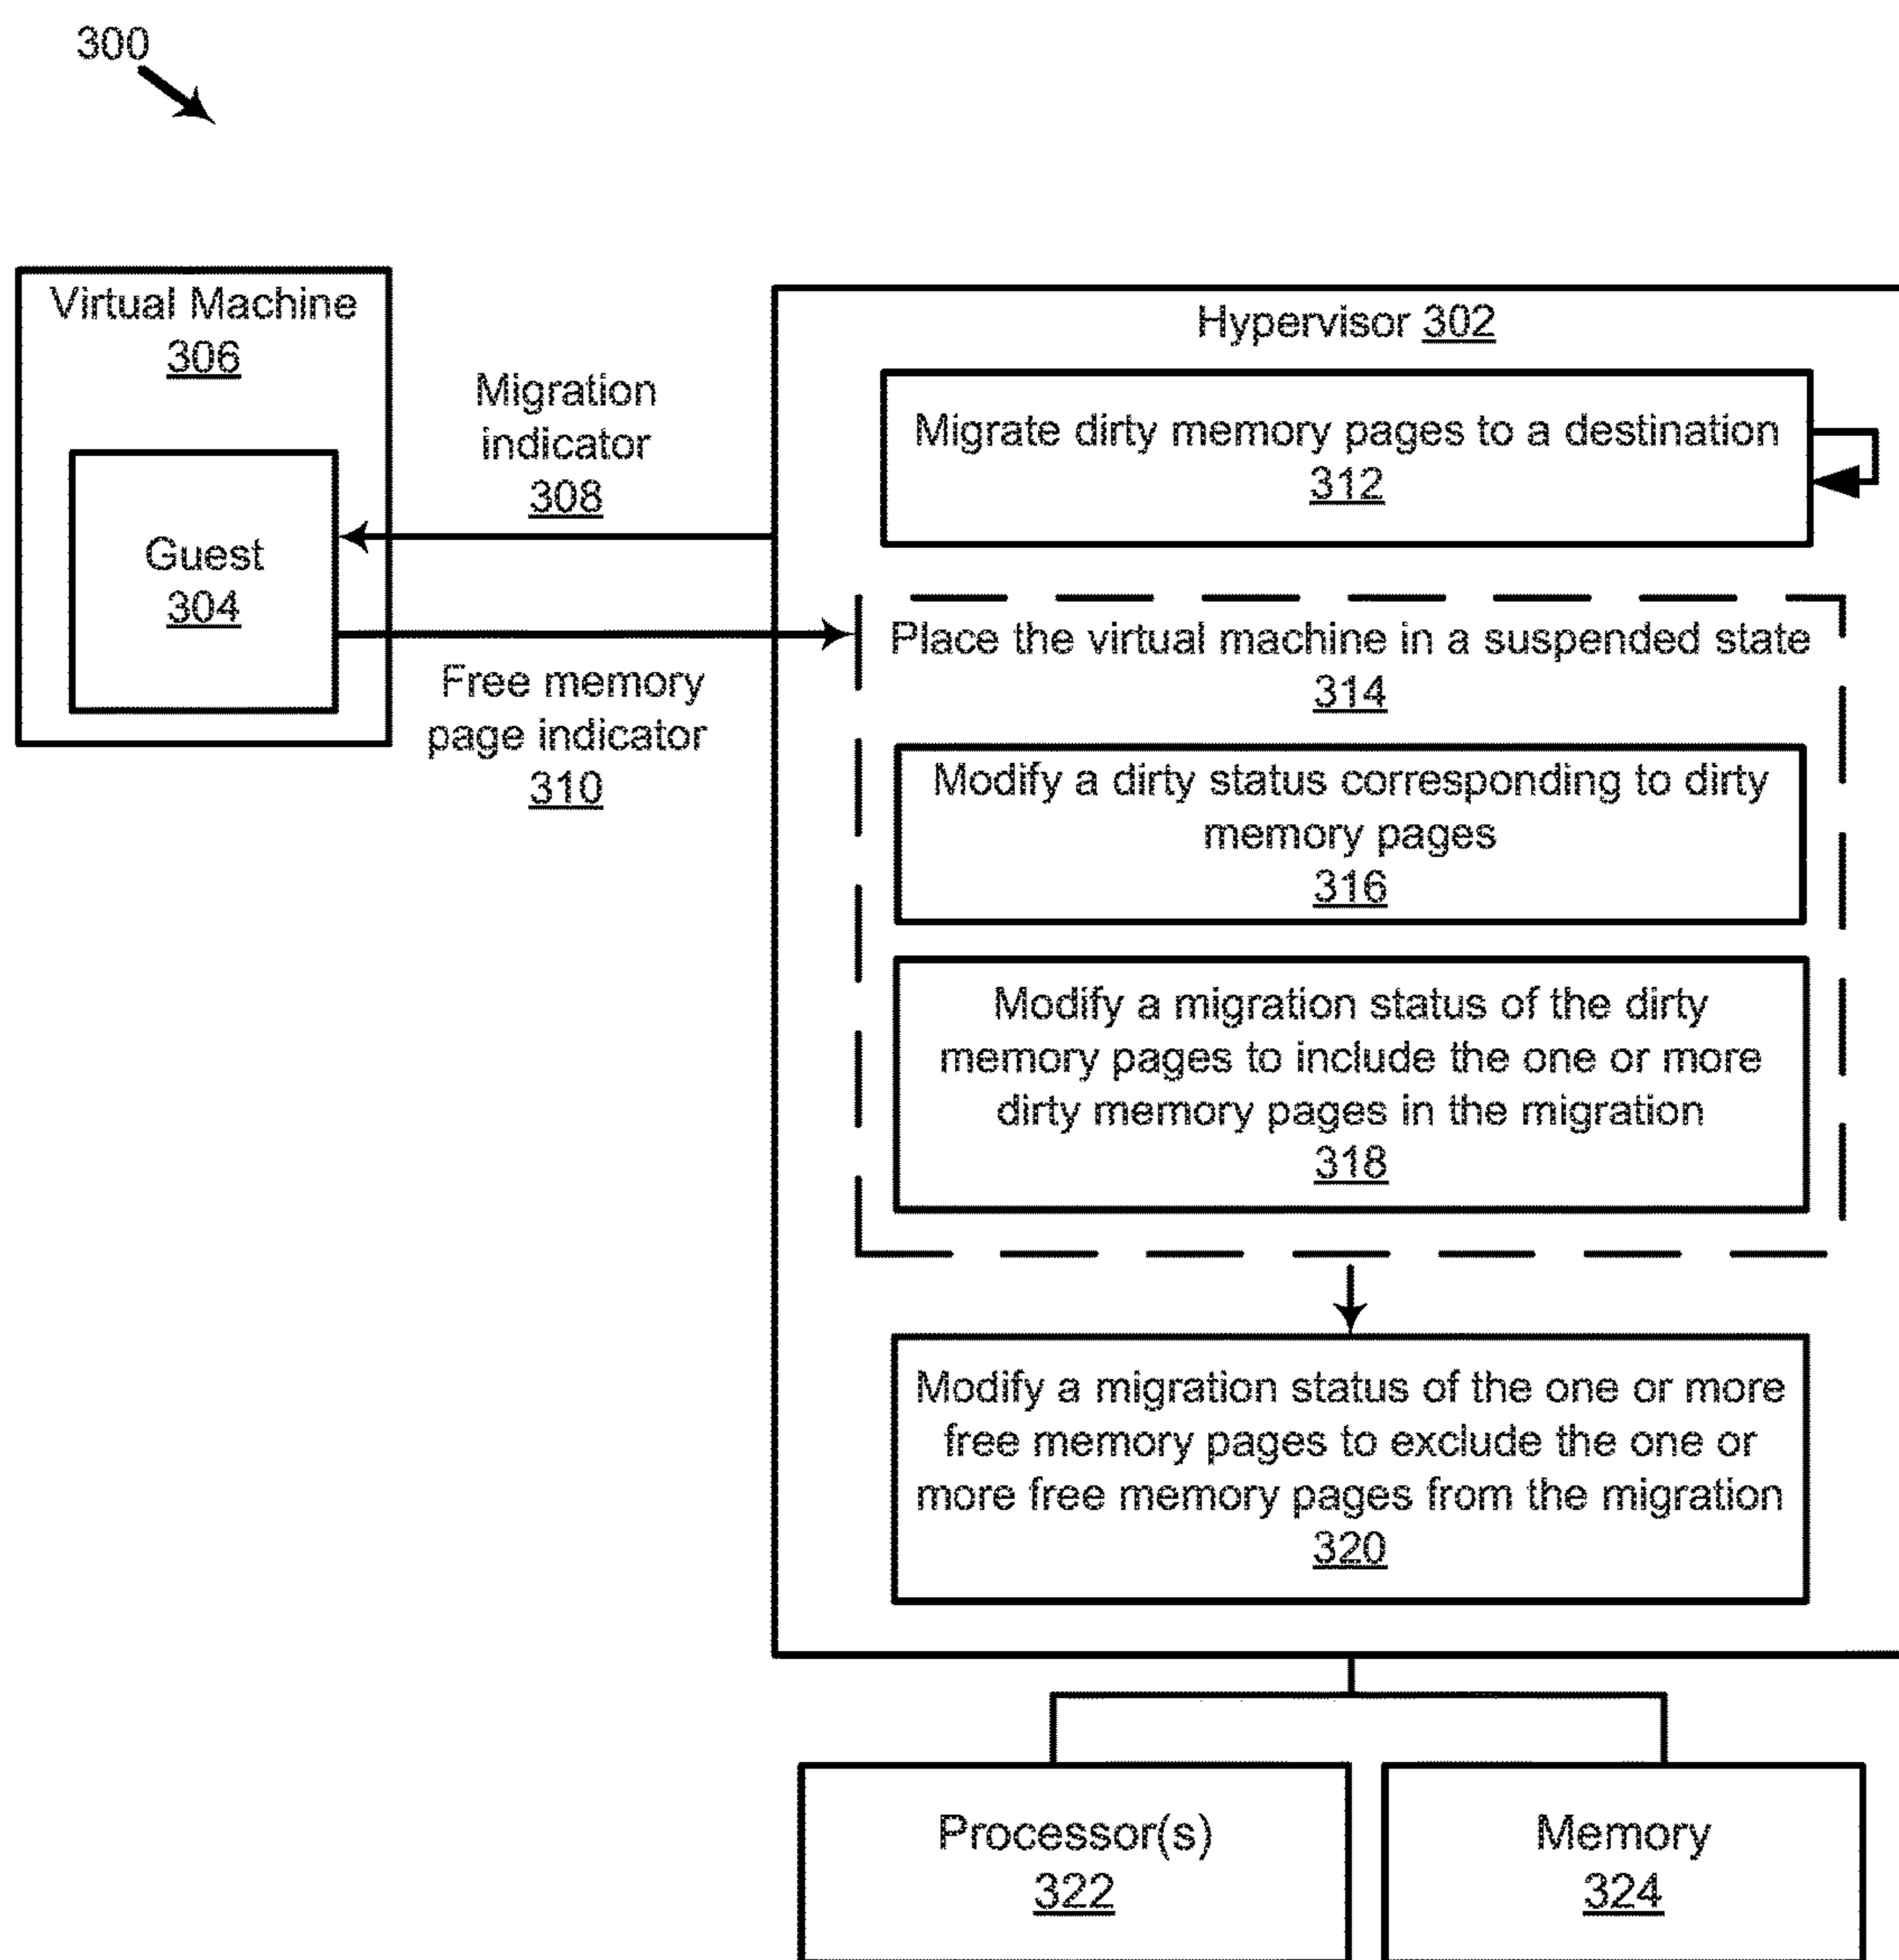 300
Virtual Machine
306
Guest
304
Migration
indicator
308
Free memory
page indicator
310
Hypervisor 302
Migrate dirty memory pages to a destination
312
Place the virtual machine in a suspended state
314
Modify a dirty status corresponding to dirty
memory pages
316
Modify a migration status of the dirty
memory pages to include the one or more
dirty memory pages in the migration
318
Modify a migration status of the one or more
free memory pages to exclude the one or
more free memory pages from the migration
320
Processor(s)
322
Memory
324